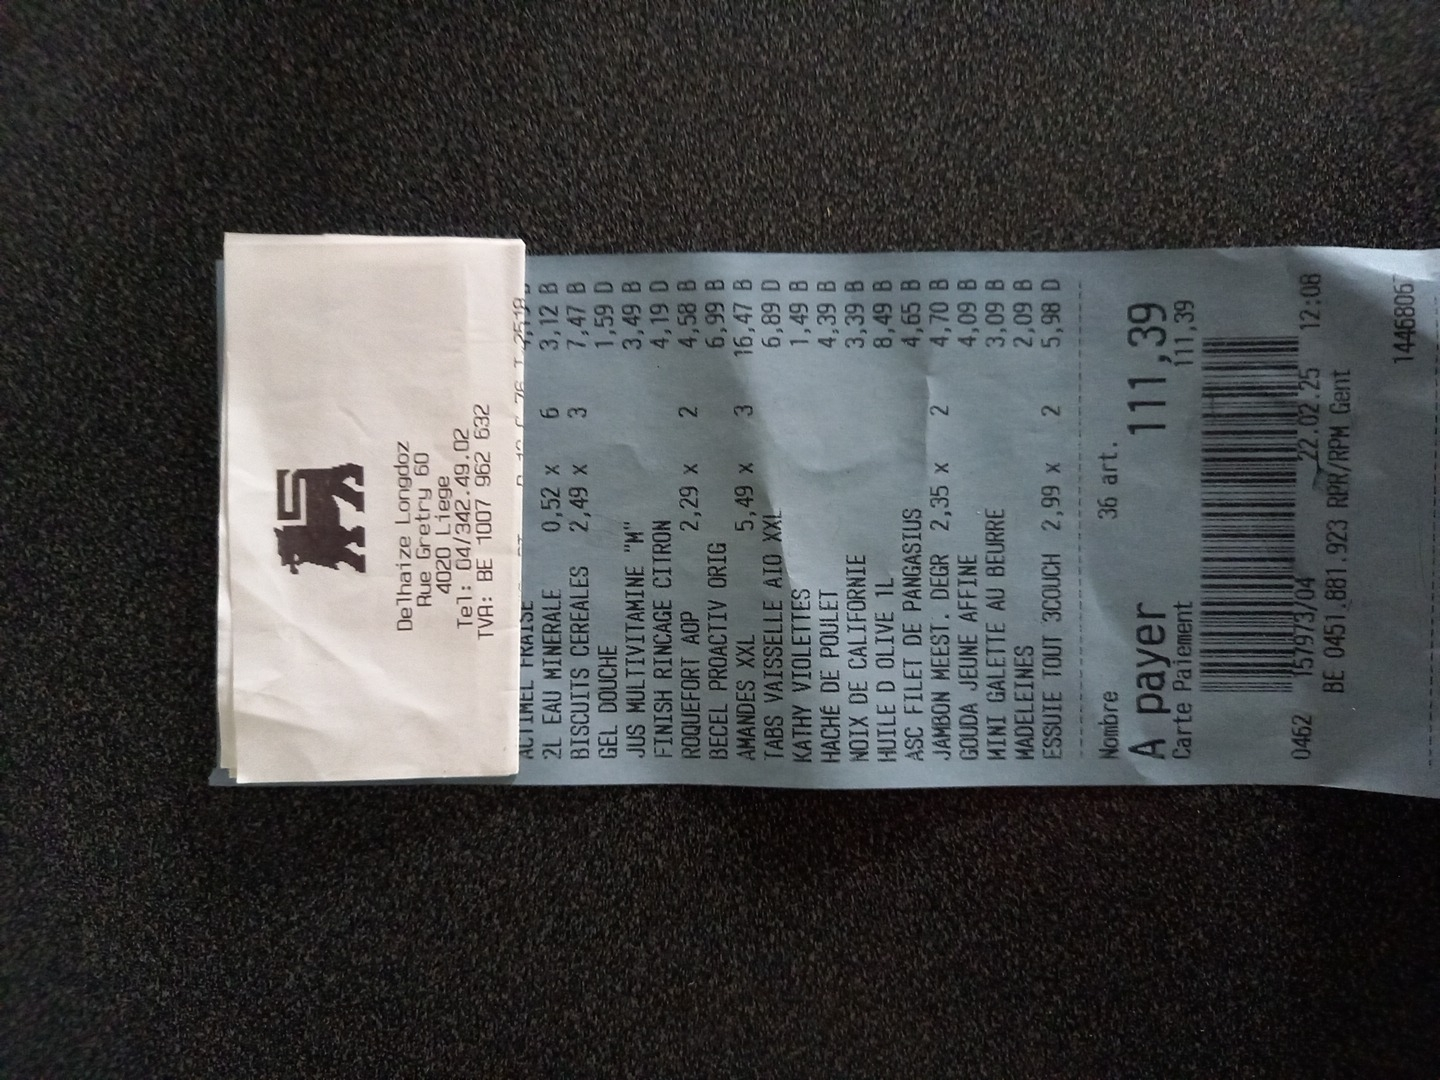 Delhaize Longdoz
Rue Gretry 60
4020 Liege
Tel: 04/342.49.02
TVA: BE 1007 962 632
ACTIMEL FRAISE
2L EAU MINERALE 0,52 x 6 3,12 B
BISCUITS CEREALES 2,49 x 3 7,47 B
GEL DOUCHE 1,59 D
JUS MULTIVITAMINE "M" 3,49 B
FINISH RINCAGE CITRON 4,19 D
ROQUEFORT AOP 2,29 x 2 4,58 B
BECEL PROACTIV ORIG 6,99 B
AMANDES XXL 5,49 x 3 16,47 B
TABS VAISSELLE AIO XXL 6,89 D
KATHY VIOLETTES 1,49 B
HACHé DE POULET 4,39 B
NOIX DE CALIFORNIE 3,39 B
HUILE D OLIVE 1L 8,49 B
ASC FILET DE PANGASIUS 4,65 B
JAMBON MEEST. DEGR 2,35 x 2 4,70 B
GOUDA JEUNE AFFINE 4,09 B
MINI GALETTE AU BEURRE 3,09 B
MADELEINES 2,09 B
ESSUIE TOUT 3COUCH 2,99 x 2 5,98 D
Nombre 36 art.
A payer 111,39
Carte Paiement 111,39
0462 157973/04 22.02.25 12:08
BE 0451.881.923 RPR/RPM Gent
1446806